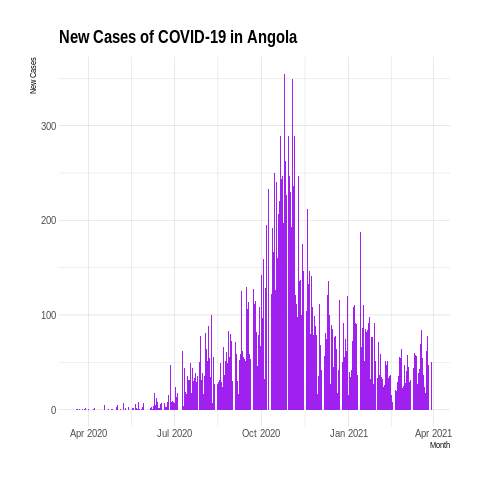 New Cases of COVID-19 in Angola
New Cases
300
200
100
0
Apr 2020 Jul 2020 Oct 2020 Jan 2021 Apr 2021
Month